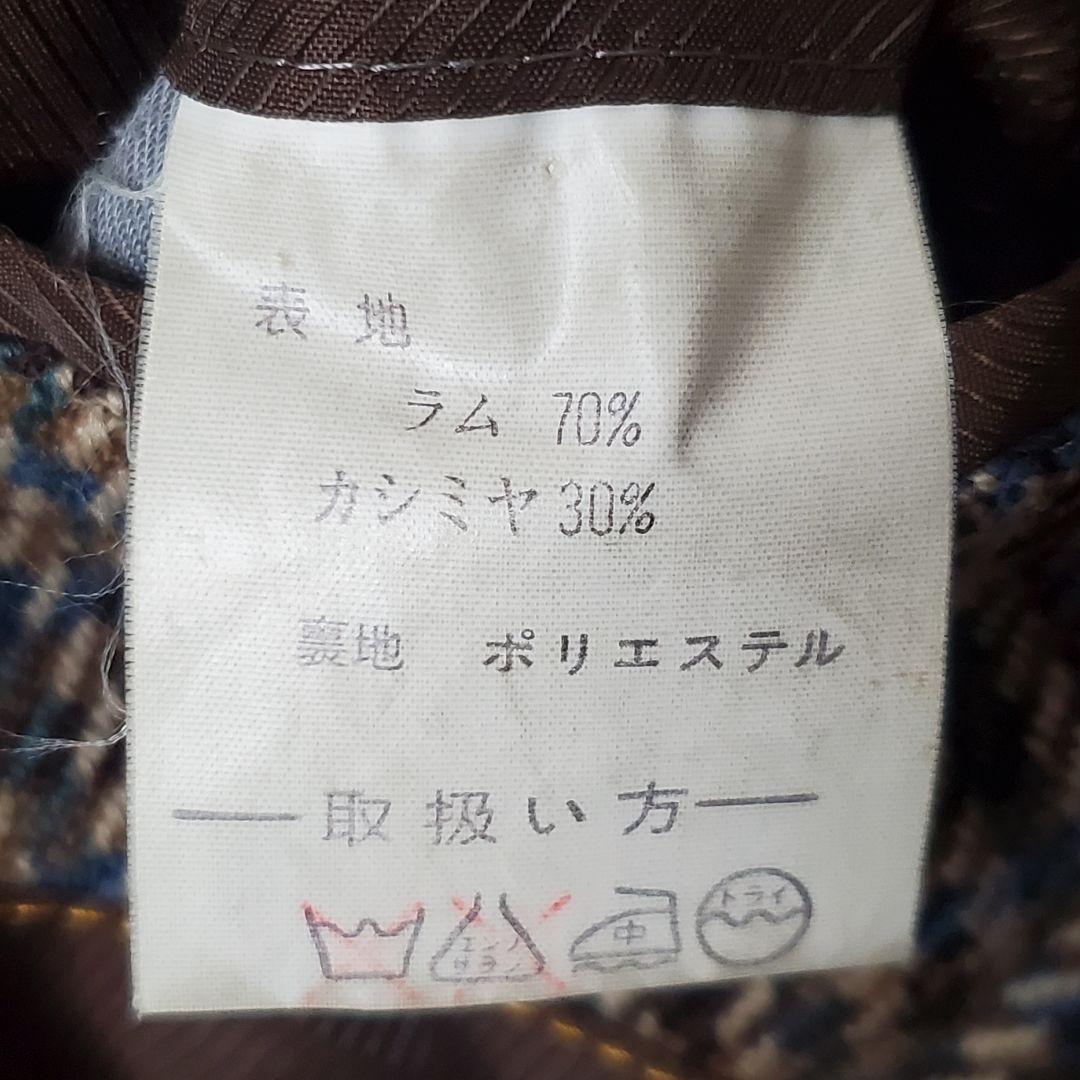 表地
ラム 70%
カシミヤ 30%
裏地 ポリエステル
取扱い方
中 ドライ